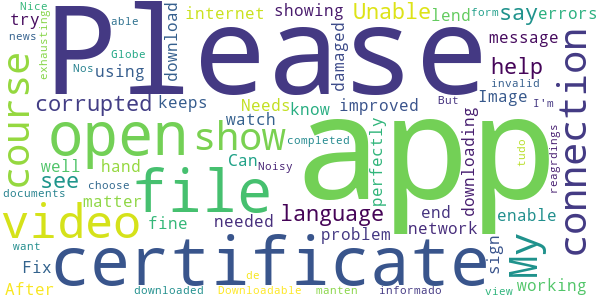 Nice
able
internet
showing
Unable
lend
form
say
errors
try
news
exhausting
Please
download
damaged
Globe
Nos
using
message
help
invalid
course
corrupted
keeps
Needs
improved
Image
But
I'm
connection
open
show
know
watch
app
perfectly
completed
downloading
tudo
reagrdings
well
hand
Can
Noisy
see
file
choose
documents
matter
language
end
enable
video
fine
needed
problem
network
My
sign
Fix
certificate
want
de
After
downloaded
Downloadable
manten
informado
view
working